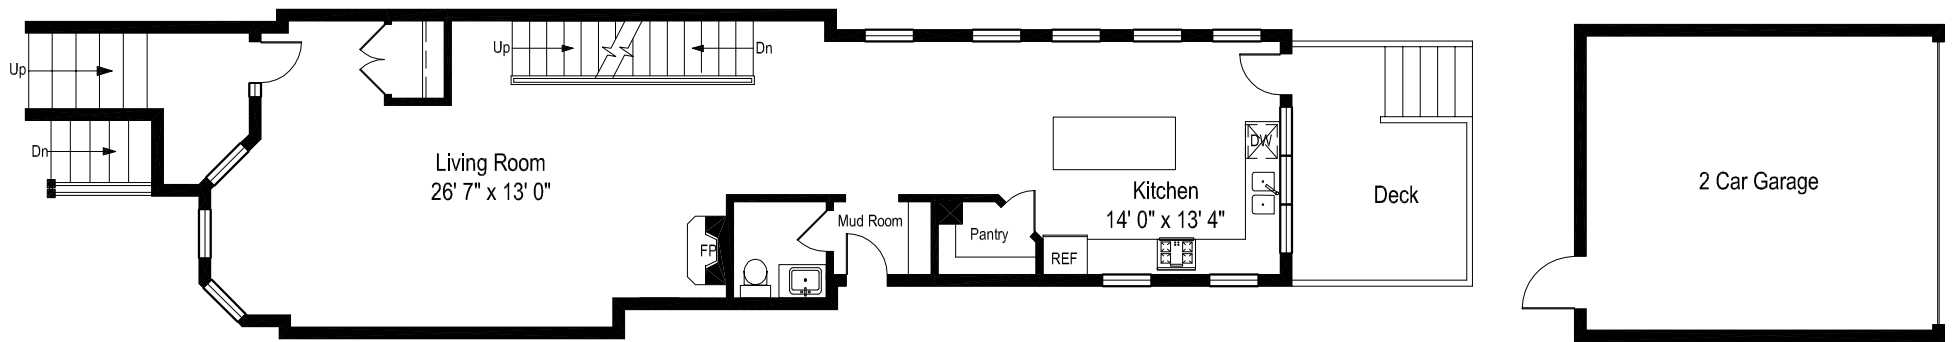 Up
Dn
Up
Dn
Living Room
26' 7" x 13' 0"
FP
Mud Room
Pantry
REF
Kitchen
14' 0" x 13' 4"
DW
Deck
2 Car Garage